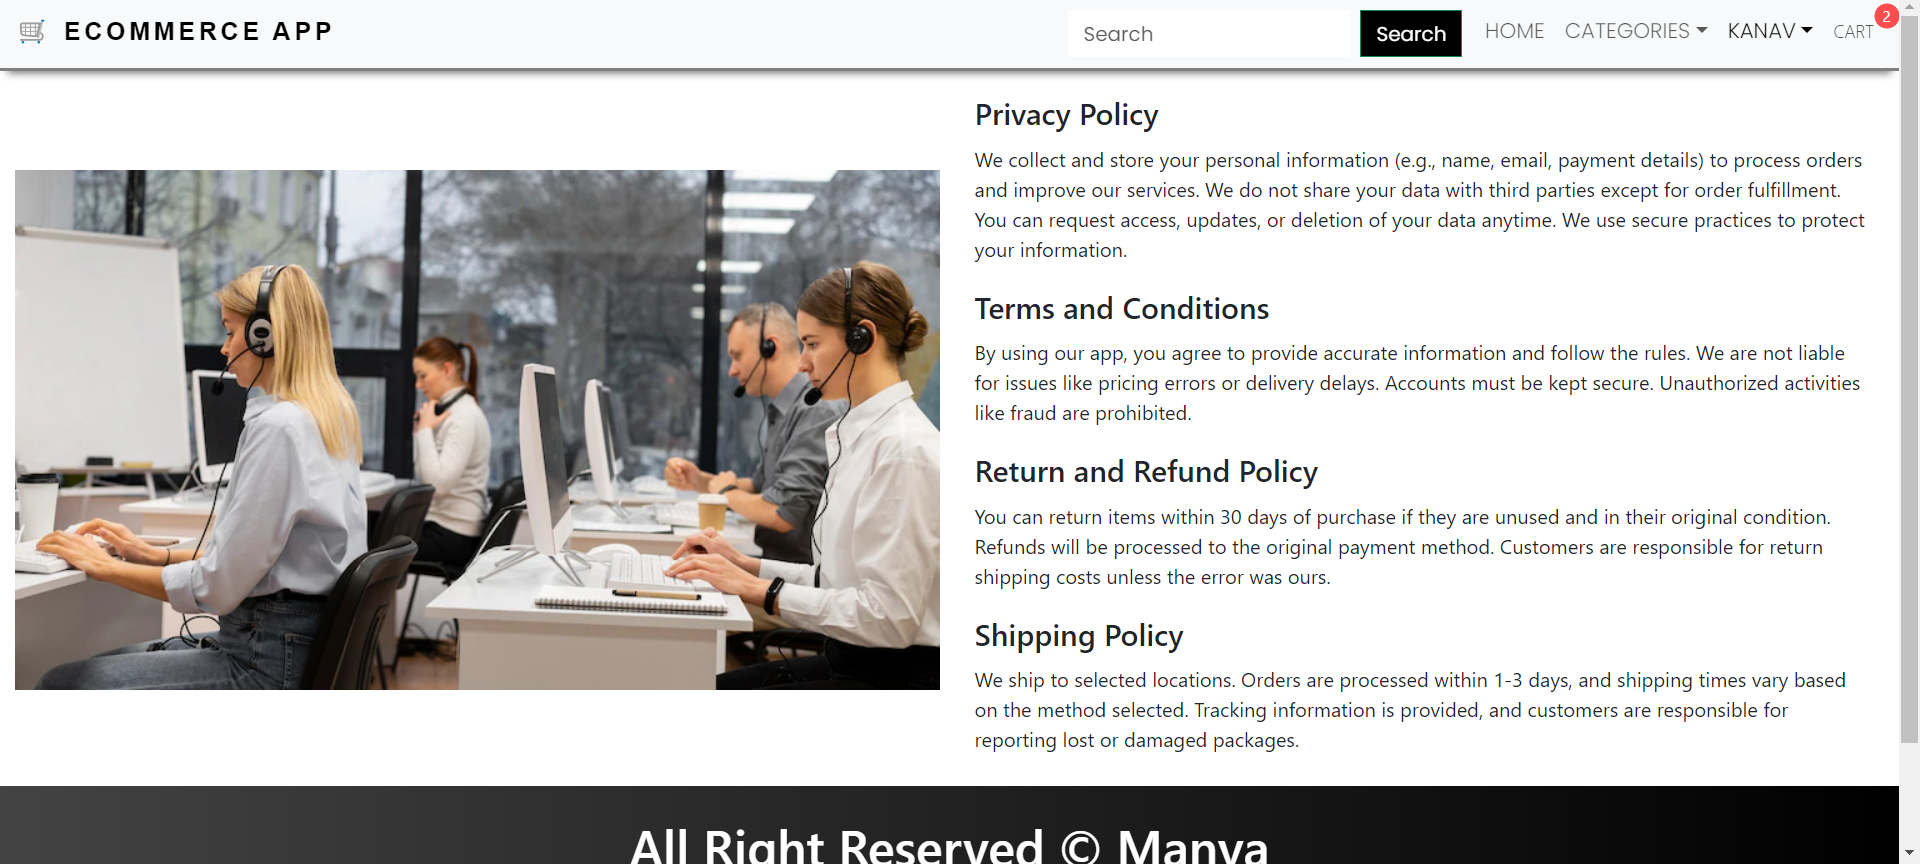 ECOMMERCE APP
Search
Search
HOME
CATEGORIES
KANAV
CART
2
Privacy Policy
We collect and store your personal information (e.g., name, email, payment details) to process orders
and improve our services. We do not share your data with third parties except for order fulfillment.
You can request access, updates, or deletion of your data anytime. We use secure practices to protect
your information.
Terms and Conditions
By using our app, you agree to provide accurate information and follow the rules. We are not liable
for issues like pricing errors or delivery delays. Accounts must be kept secure. Unauthorized activities
like fraud are prohibited.
Return and Refund Policy
You can return items within 30 days of purchase if they are unused and in their original condition.
Refunds will be processed to the original payment method. Customers are responsible for return
shipping costs unless the error was ours.
Shipping Policy
We ship to selected locations. Orders are processed within 1-3 days, and shipping times vary based
on the method selected. Tracking information is provided, and customers are responsible for
reporting lost or damaged packages.
All Right Reserved © Manya